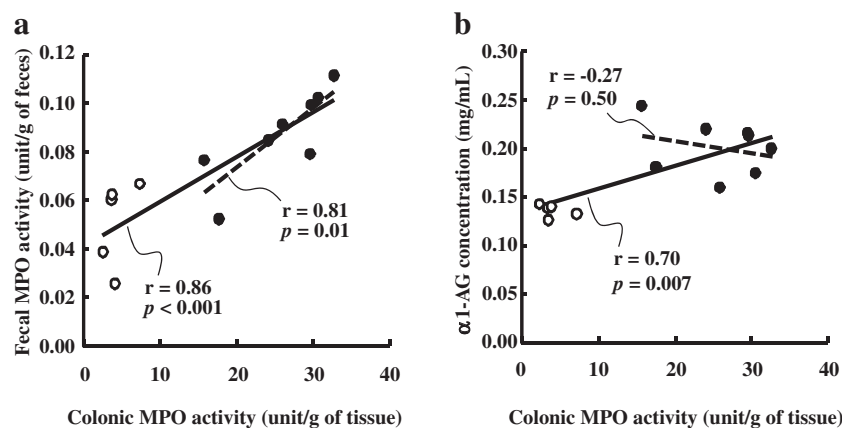 a
Fecal MPO activity (unit/g of feces)
0.12
0.10
0.08
0.06
0.04
0.02
0.00
r = 0.81
p = 0.01
r = 0.86
p < 0.001
0
10
20
30
40
Colonic MPO activity (unit/g of tissue)
b
α1-AG concentration (mg/mL)
0.30
0.25
0.20
0.15
0.10
0.05
0.00
r = -0.27
p = 0.50
r = 0.70
p = 0.007
0
10
20
30
40
Colonic MPO activity (unit/g of tissue)